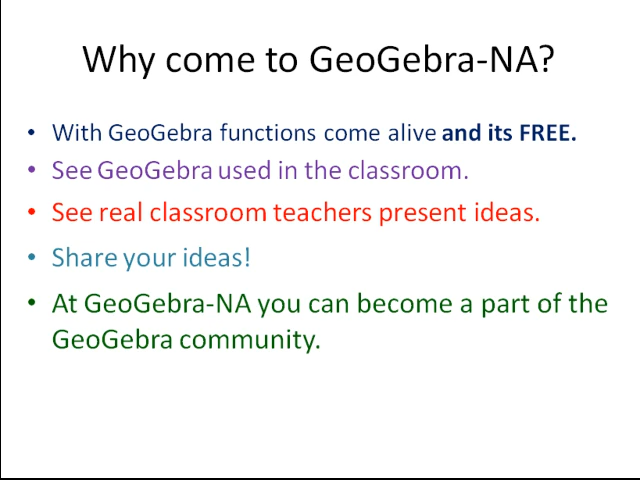 Why come to GeoGebra-NA?
• With GeoGebra functions come alive and its FREE.
• See GeoGebra used in the classroom.
• See real classroom teachers present ideas.
• Share your ideas!
• At GeoGebra-NA you can become a part of the
GeoGebra community.